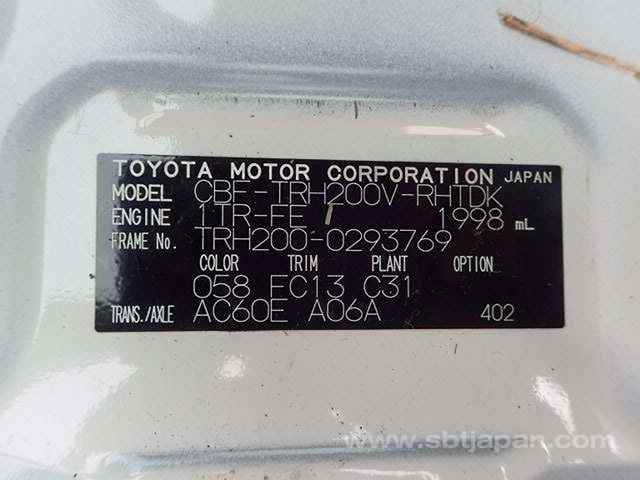 TOYOTA MOTOR CORPORATION JAPAN
MODEL CBF-TRH200V-RHTDK
ENGINE 1TR-FE / 1998 mL
FRAME No. TRH200-0293769
COLOR TRIM PLANT OPTION
058 FC13 C31
TRANS./AXLE AC60E A06A 402
www.sbtjapan.com